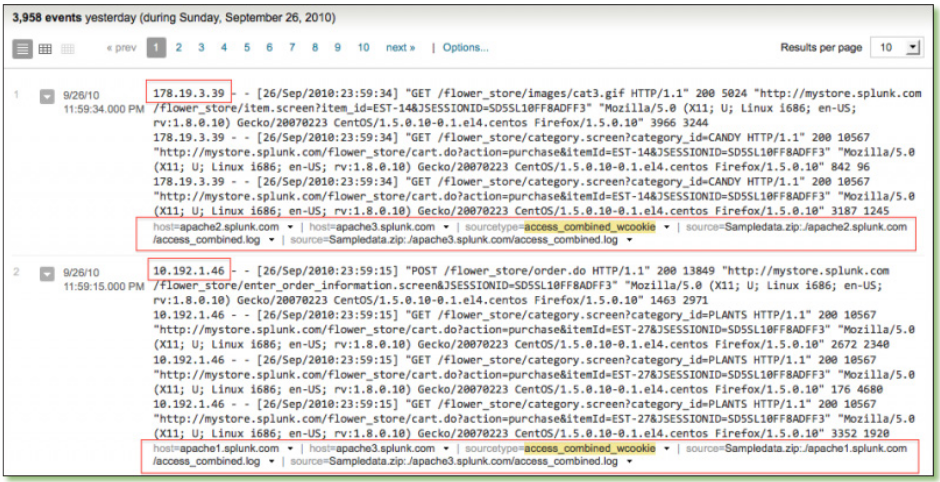 3,958 events yesterday (during Sunday, September 26, 2010)
« prev 1 2 3 4 5 6 7 8 9 10 next » | Options... Results per page 10
1 9/26/10 178.19.3.39 - - [26/Sep/2010:23:59:34] "GET /flower_store/images/cat3.gif HTTP/1.1" 200 5024 "http://mystore.splunk.com
11:59:34.000 PM /flower_store/item.screen?item_id=EST-14&JSESSIONID=SD5SL10FF8ADFF3" "Mozilla/5.0 (X11; U; Linux i686; en-US;
rv:1.8.0.10) Gecko/20070223 CentOS/1.5.0.10-0.1.el4.centos Firefox/1.5.0.10" 3966 3244
178.19.3.39 - - [26/Sep/2010:23:59:34] "GET /flower_store/category.screen?category_id=CANDY HTTP/1.1" 200 10567
"http://mystore.splunk.com/flower_store/cart.do?action=purchase&itemId=EST-14&JSESSIONID=SD5SL10FF8ADFF3" "Mozilla/5.0
(X11; U; Linux i686; en-US; rv:1.8.0.10) Gecko/20070223 CentOS/1.5.0.10-0.1.el4.centos Firefox/1.5.0.10" 842 96
178.19.3.39 - - [26/Sep/2010:23:59:34] "GET /flower_store/category.screen?category_id=CANDY HTTP/1.1" 200 10567
"http://mystore.splunk.com/flower_store/cart.do?action=purchase&itemId=EST-14&JSESSIONID=SD5SL10FF8ADFF3" "Mozilla/5.0
(X11; U; Linux i686; en-US; rv:1.8.0.10) Gecko/20070223 CentOS/1.5.0.10-0.1.el4.centos Firefox/1.5.0.10" 3187 1245
host=apache2.splunk.com | host=apache3.splunk.com | sourcetype=access_combined_wcookie | source=Sampledata.zip:/apache2.splunk.com
/access_combined.log | source=Sampledata.zip:/apache3.splunk.com/access_combined.log
2 9/26/10 10.192.1.46 - - [26/Sep/2010:23:59:15] "POST /flower_store/order.do HTTP/1.1" 200 13849 "http://mystore.splunk.com
11:59:15.000 PM /flower_store/enter_order_information.screen&JSESSIONID=SD5SL10FF8ADFF3" "Mozilla/5.0 (X11; U; Linux i686; en-US;
rv:1.8.0.10) Gecko/20070223 CentOS/1.5.0.10-0.1.el4.centos Firefox/1.5.0.10" 1463 2971
10.192.1.46 - - [26/Sep/2010:23:59:15] "GET /flower_store/category.screen?category_id=PLANTS HTTP/1.1" 200 10567
"http://mystore.splunk.com/flower_store/cart.do?action=purchase&itemId=EST-27&JSESSIONID=SD5SL10FF8ADFF3" "Mozilla/5.0
(X11; U; Linux i686; en-US; rv:1.8.0.10) Gecko/20070223 CentOS/1.5.0.10-0.1.el4.centos Firefox/1.5.0.10" 2672 2340
10.192.1.46 - - [26/Sep/2010:23:59:15] "GET /flower_store/category.screen?category_id=PLANTS HTTP/1.1" 200 10567
"http://mystore.splunk.com/flower_store/cart.do?action=purchase&itemId=EST-27&JSESSIONID=SD5SL10FF8ADFF3" "Mozilla/5.0
(X11; U; Linux i686; en-US; rv:1.8.0.10) Gecko/20070223 CentOS/1.5.0.10-0.1.el4.centos Firefox/1.5.0.10" 176 4680
10.192.1.46 - - [26/Sep/2010:23:59:15] "GET /flower_store/category.screen?category_id=PLANTS HTTP/1.1" 200 10567
"http://mystore.splunk.com/flower_store/cart.do?action=purchase&itemId=EST-27&JSESSIONID=SD5SL10FF8ADFF3" "Mozilla/5.0
(X11; U; Linux i686; en-US; rv:1.8.0.10) Gecko/20070223 CentOS/1.5.0.10-0.1.el4.centos Firefox/1.5.0.10" 3352 1920
host=apache1.splunk.com | host=apache3.splunk.com | sourcetype=access_combined_wcookie | source=Sampledata.zip:/apache1.splunk.com
/access_combined.log | source=Sampledata.zip:/apache3.splunk.com/access_combined.log